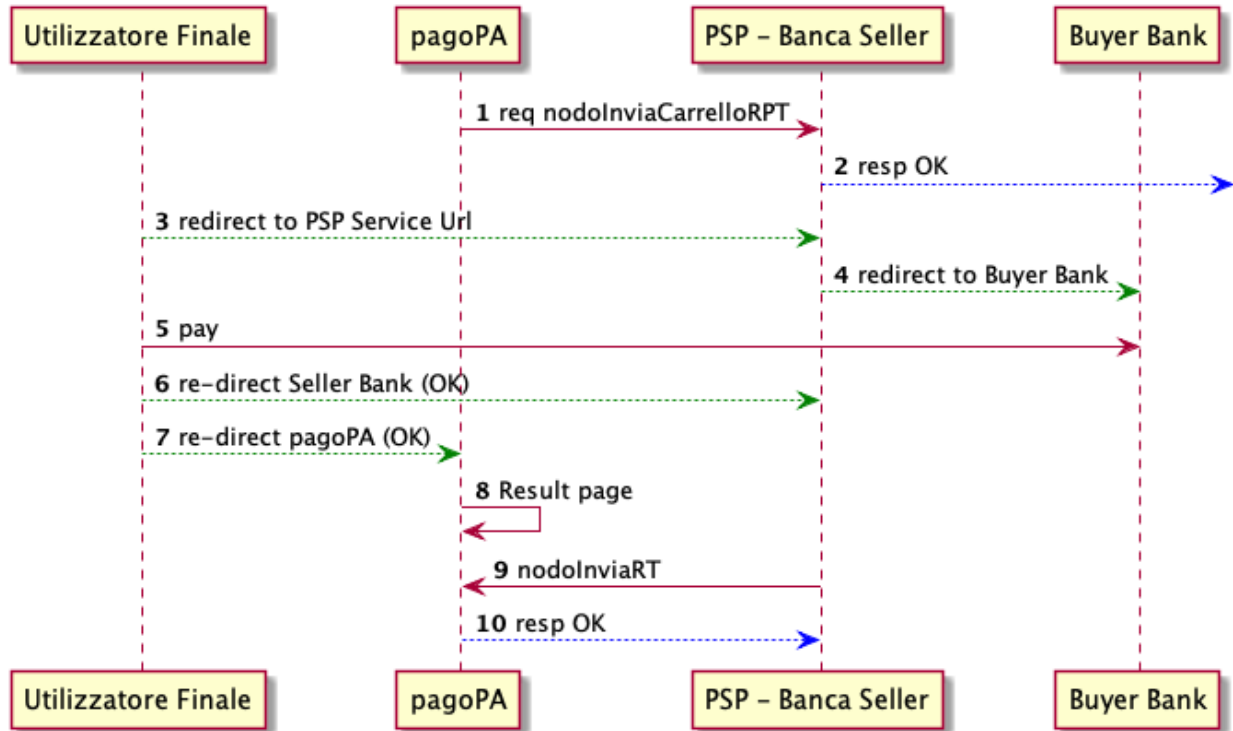 Utilizzatore Finale pagoPA PSP – Banca Seller Buyer Bank
1 req nodoInviaCarrelloRPT
2 resp OK
3 redirect to PSP Service Url
4 redirect to Buyer Bank
5 pay
6 re-direct Seller Bank (OK)
7 re-direct pagoPA (OK)
8 Result page
9 nodoInviaRT
10 resp OK
Utilizzatore Finale pagoPA PSP – Banca Seller Buyer Bank